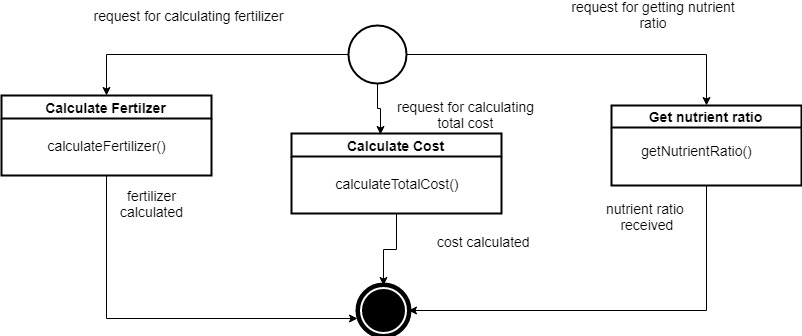 request for calculating fertilizer
request for getting nutrient
ratio
request for calculating
total cost
Calculate Fertilzer
calculateFertilizer()
Calculate Cost
calculateTotalCost()
Get nutrient ratio
getNutrientRatio()
fertilizer
calculated
cost calculated
nutrient ratio
received